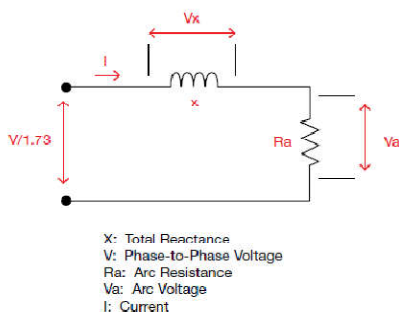 Vx
I
x
V/1.73
Ra
Va
X: Total Reactance
V: Phase-to-Phase Voltage
Ra: Arc Resistance
Va: Arc Voltage
I: Current